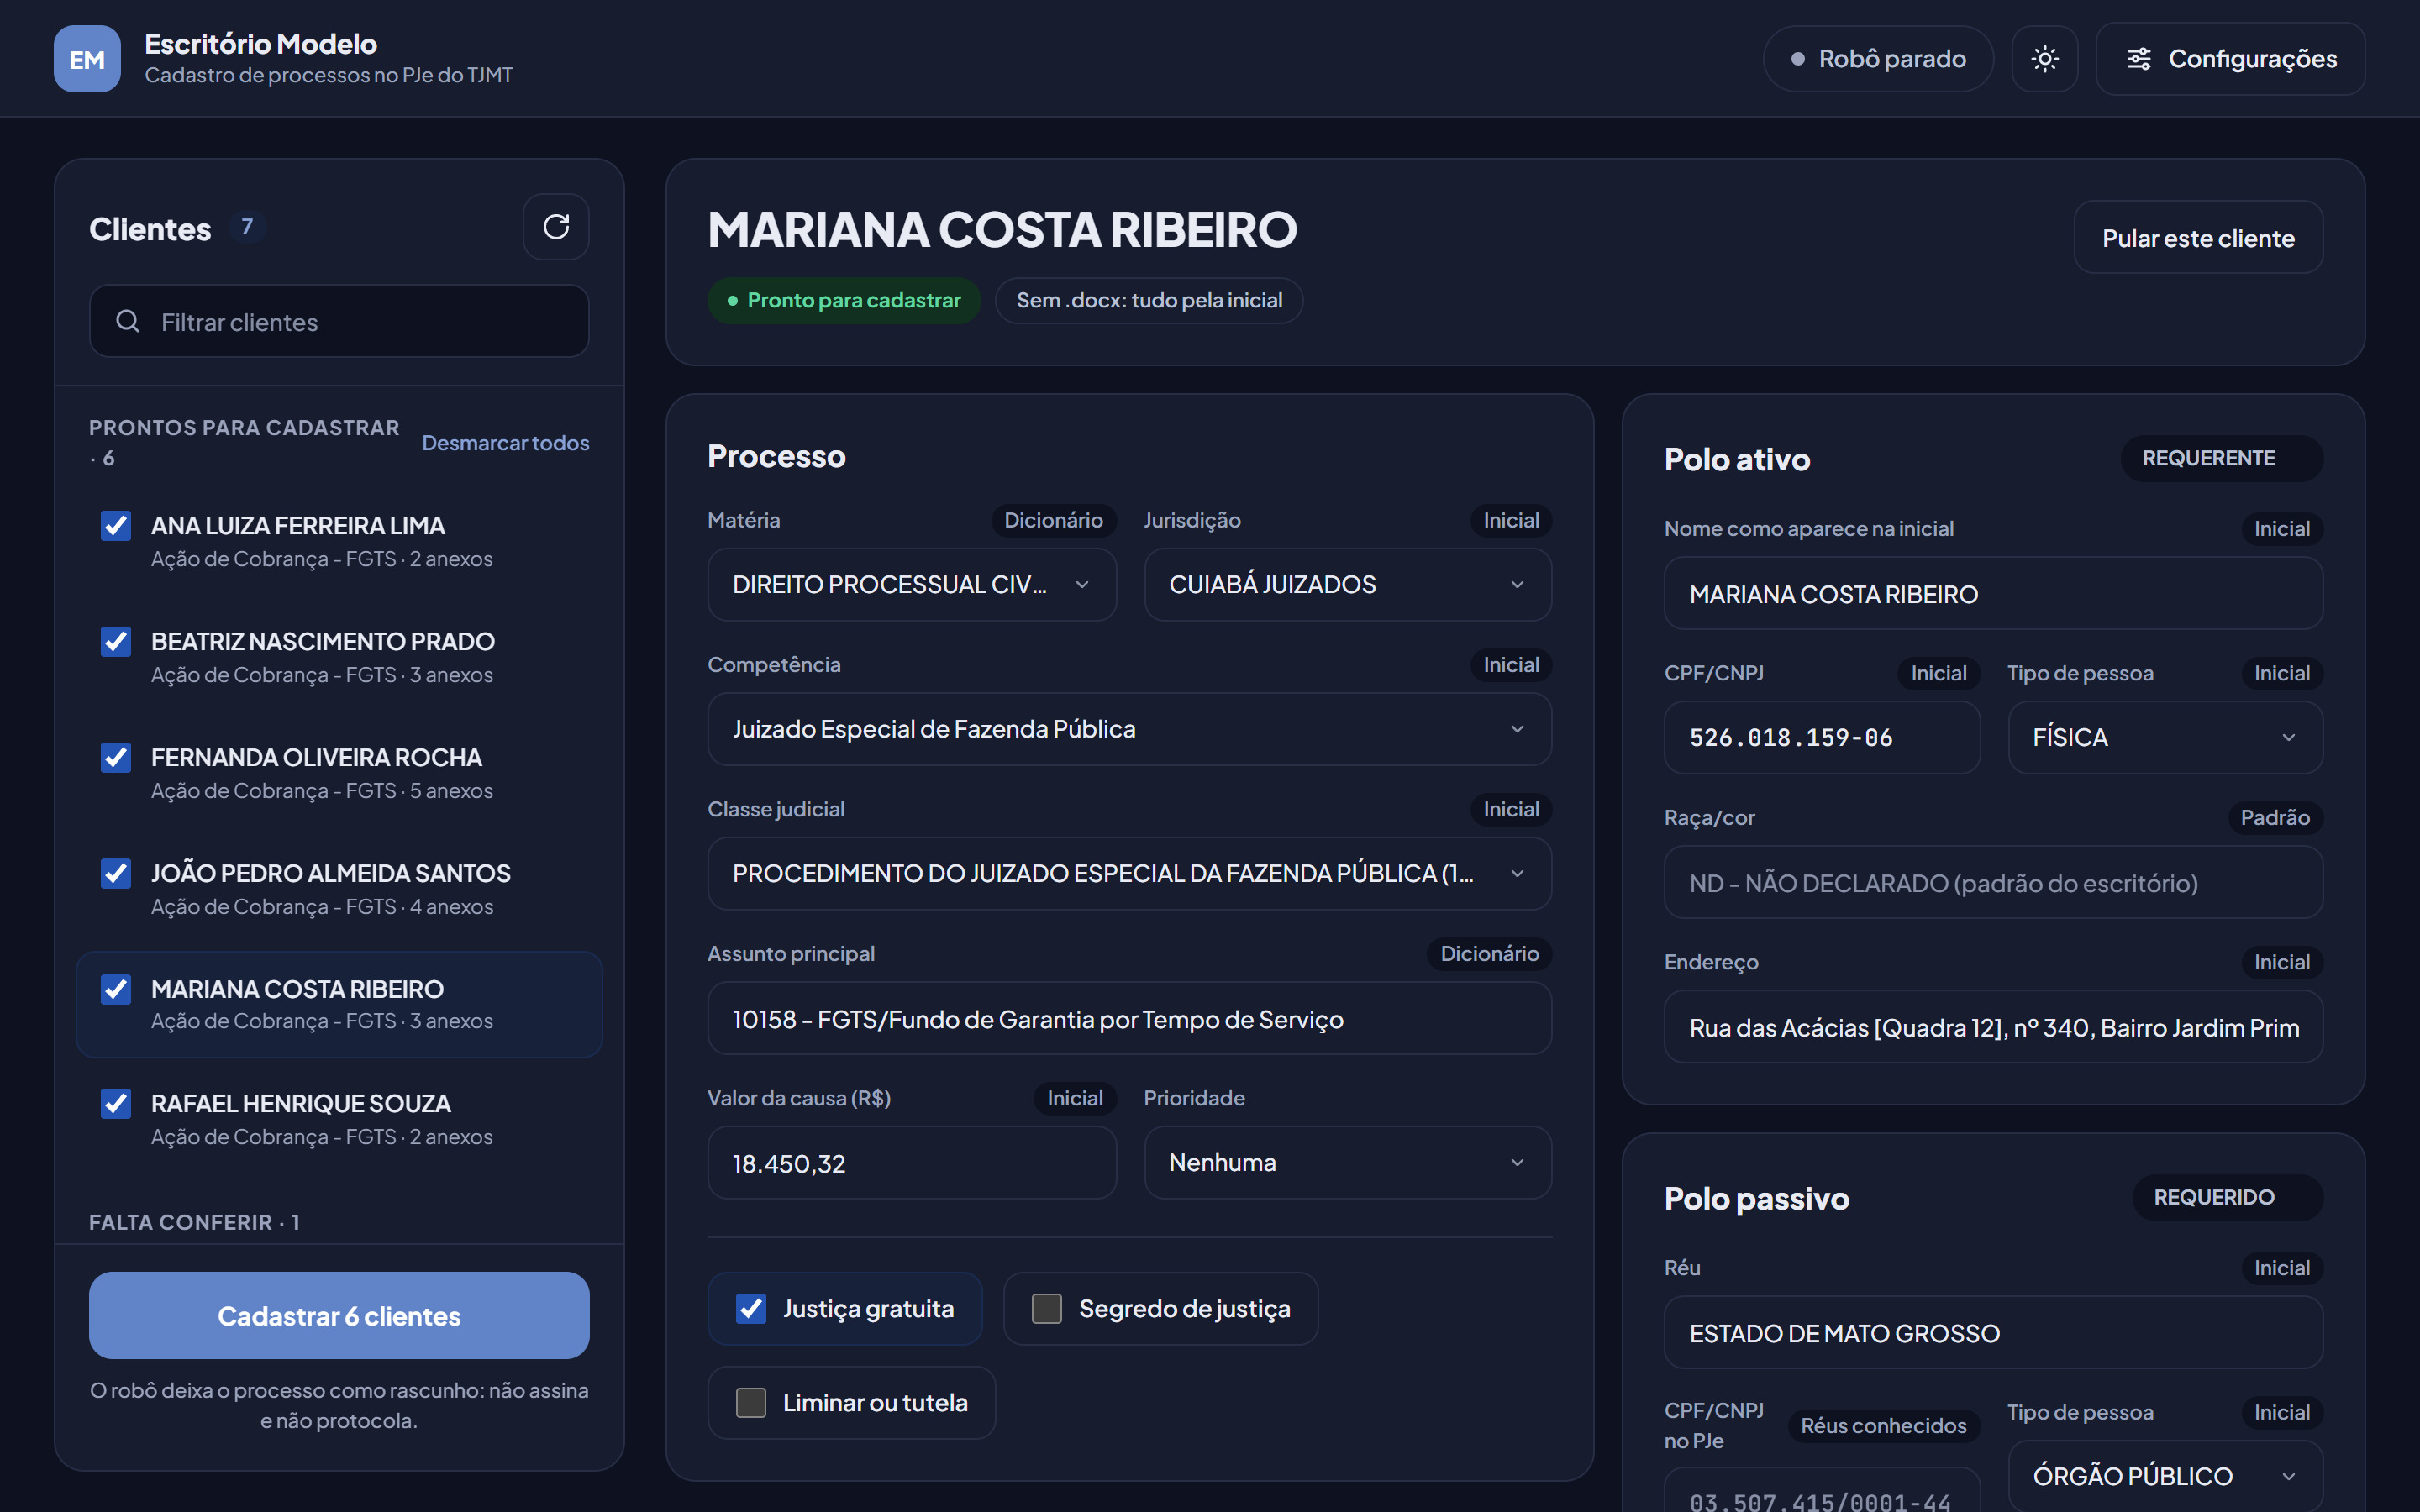 EM
Escritório Modelo
Cadastro de processos no PJe do TJMT
Robô parado
Configurações
Clientes 7
Filtrar clientes
PRONTOS PARA CADASTRAR
· 6
Desmarcar todos
ANA LUIZA FERREIRA LIMA
Ação de Cobrança - FGTS · 2 anexos
BEATRIZ NASCIMENTO PRADO
Ação de Cobrança - FGTS · 3 anexos
FERNANDA OLIVEIRA ROCHA
Ação de Cobrança - FGTS · 5 anexos
JOÃO PEDRO ALMEIDA SANTOS
Ação de Cobrança - FGTS · 4 anexos
MARIANA COSTA RIBEIRO
Ação de Cobrança - FGTS · 3 anexos
RAFAEL HENRIQUE SOUZA
Ação de Cobrança - FGTS · 2 anexos
FALTA CONFERIR · 1
Cadastrar 6 clientes
O robô deixa o processo como rascunho: não assina
e não protocola.
MARIANA COSTA RIBEIRO
Pronto para cadastrar
Sem .docx: tudo pela inicial
Pular este cliente
Processo
Matéria Dicionário
DIREITO PROCESSUAL CIV...
Jurisdição Inicial
CUIABÁ JUIZADOS
Competência Inicial
Juizado Especial de Fazenda Pública
Classe judicial Inicial
PROCEDIMENTO DO JUIZADO ESPECIAL DA FAZENDA PÚBLICA (1...
Assunto principal Dicionário
10158 - FGTS/Fundo de Garantia por Tempo de Serviço
Valor da causa (R$) Inicial
18.450,32
Prioridade
Nenhuma
Justiça gratuita
Segredo de justiça
Liminar ou tutela
Polo ativo REQUERENTE
Nome como aparece na inicial Inicial
MARIANA COSTA RIBEIRO
CPF/CNPJ Inicial
526.018.159-06
Tipo de pessoa Inicial
FÍSICA
Raça/cor Padrão
ND - NÃO DECLARADO (padrão do escritório)
Endereço Inicial
Rua das Acácias [Quadra 12], nº 340, Bairro Jardim Prim
Polo passivo REQUERIDO
Réu Inicial
ESTADO DE MATO GROSSO
CPF/CNPJ
no PJe
Réus conhecidos
03.507.415/0001-44
Tipo de pessoa Inicial
ÓRGÃO PÚBLICO